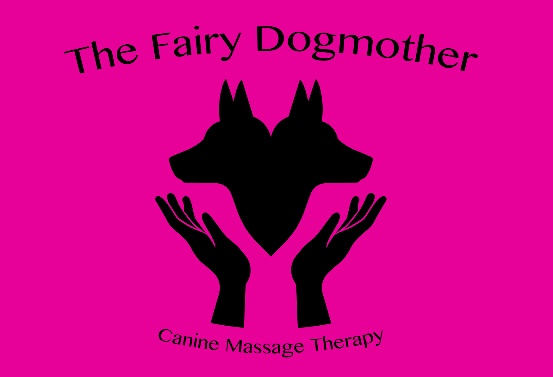 The Fairy Dogmother
Canine Massage Therapy